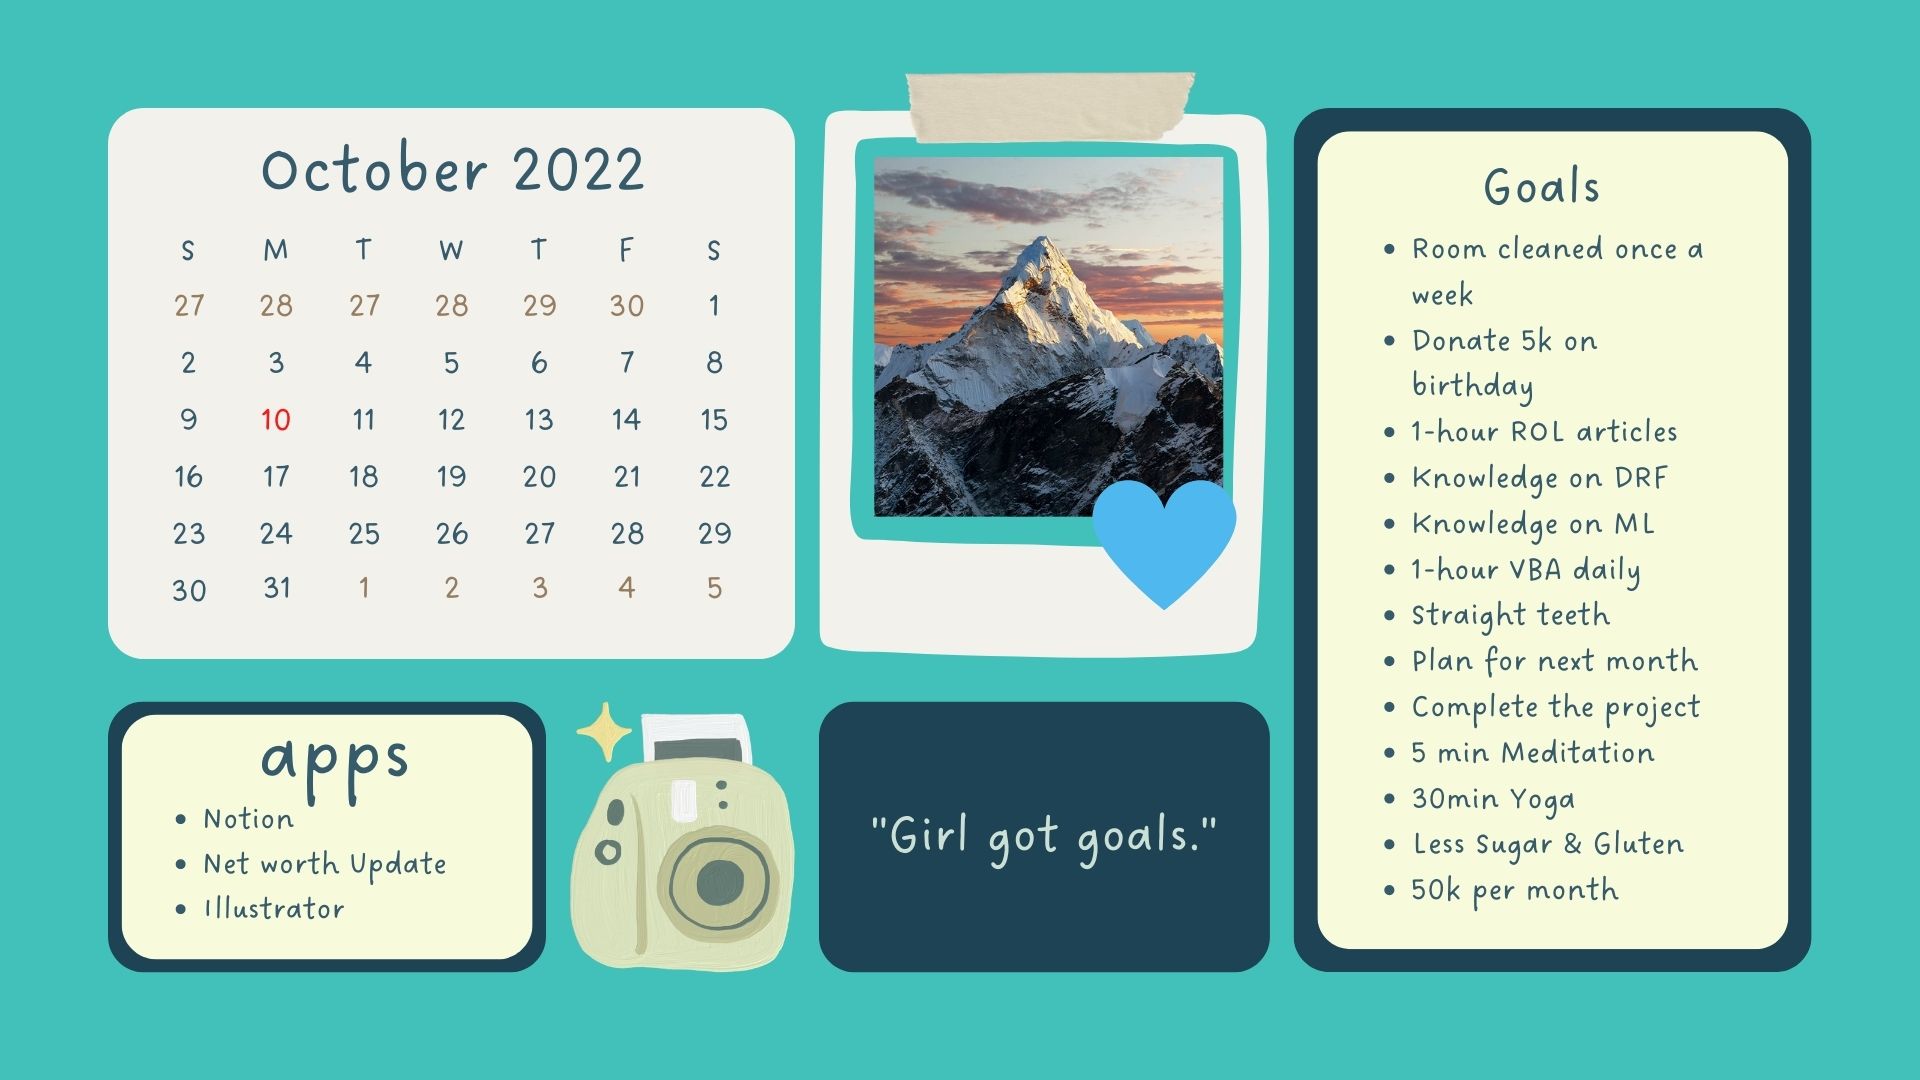 October 2022
S M T W T F S
27 28 27 28 29 30 1
2 3 4 5 6 7 8
9 10 11 12 13 14 15
16 17 18 19 20 21 22
23 24 25 26 27 28 29
30 31 1 2 3 4 5
apps
Notion
Net worth Update
Illustrator
"Girl got goals."
Goals
Room cleaned once a
week
Donate 5k on
birthday
1-hour ROL articles
Knowledge on DRF
Knowledge on ML
1-hour VBA daily
Straight teeth
Plan for next month
Complete the project
5 min Meditation
30min Yoga
Less Sugar & Gluten
50k per month